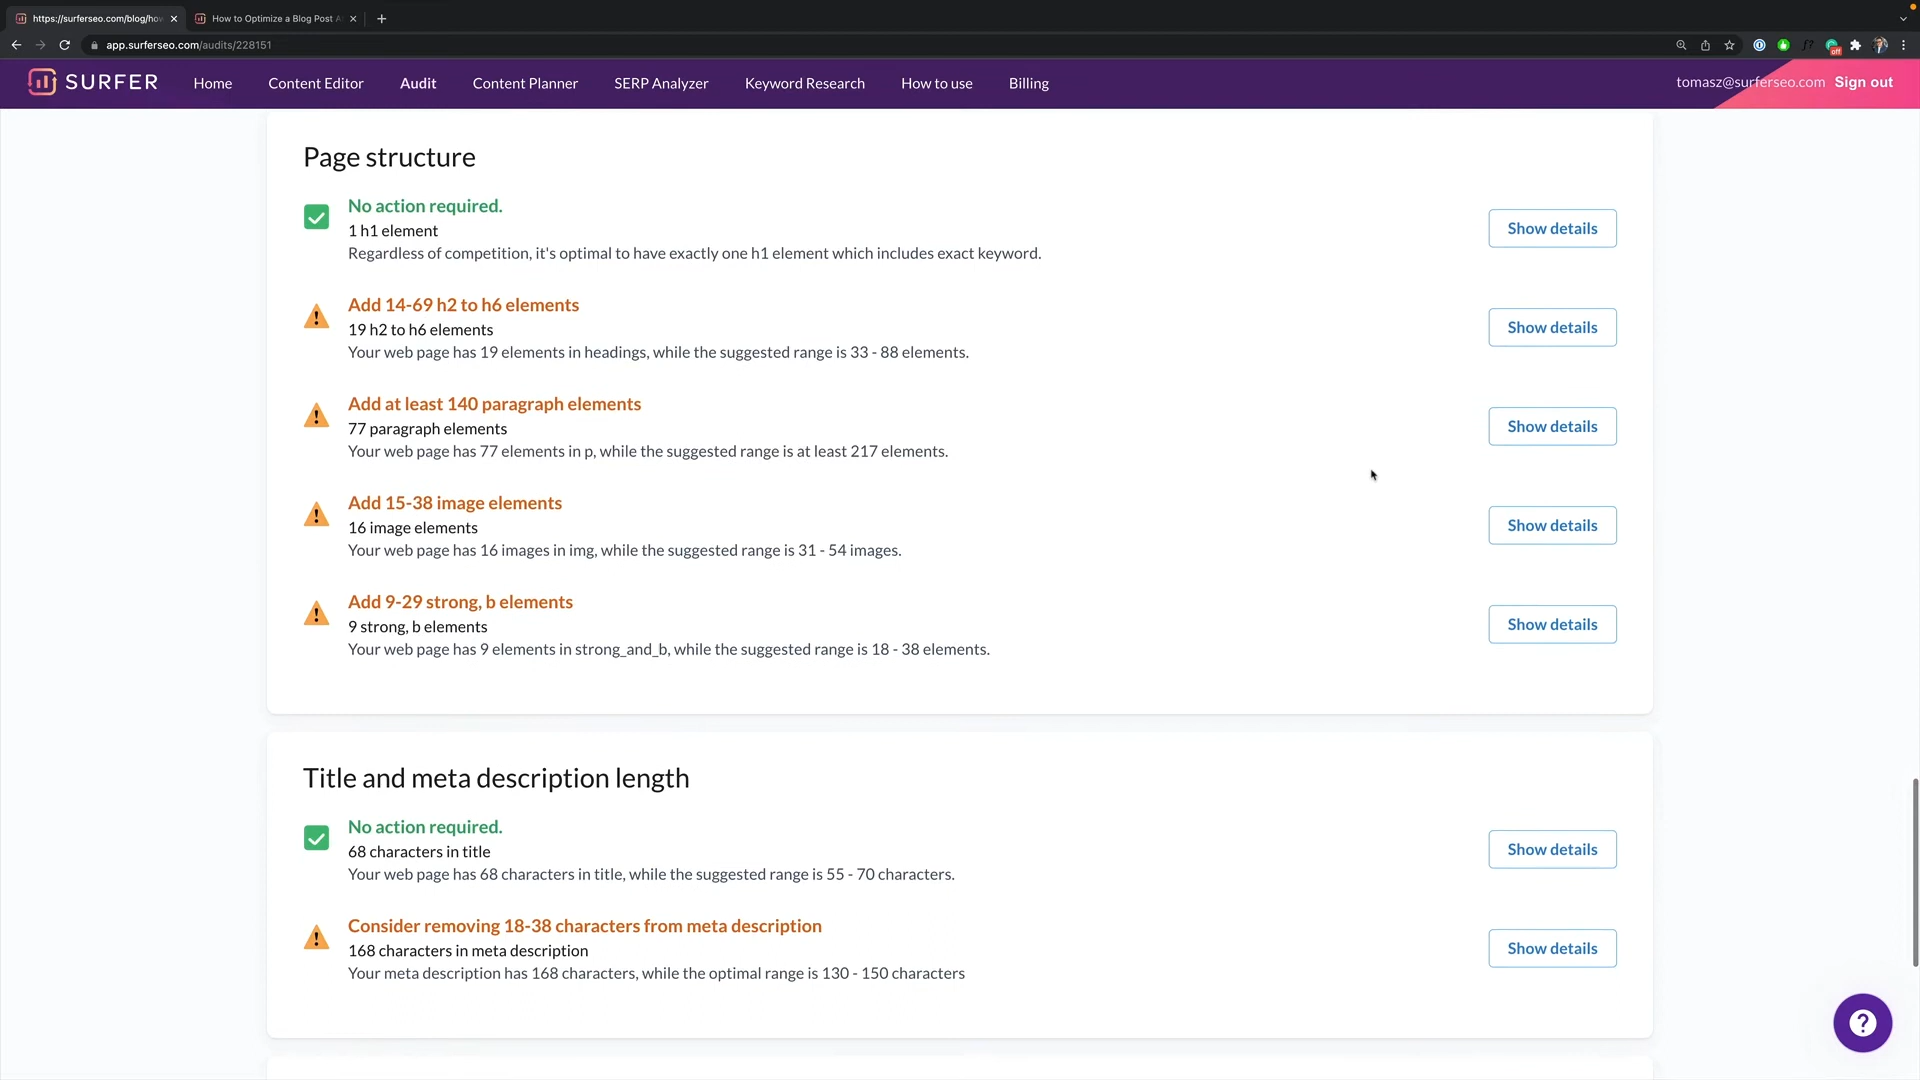 https://surferseo.com/blog/how
How to Optimize a Blog Post A
app.surferseo.com/audits/228151
SURFER
Home
Content Editor
Audit
Content Planner
SERP Analyzer
Keyword Research
How to use
Billing
tomasz@surferseo.com
Sign out
Page structure
No action required.
1 h1 element
Regardless of competition, it's optimal to have exactly one h1 element which includes exact keyword.
Show details
Add 14-69 h2 to h6 elements
19 h2 to h6 elements
Your web page has 19 elements in headings, while the suggested range is 33 - 88 elements.
Show details
Add at least 140 paragraph elements
77 paragraph elements
Your web page has 77 elements in p, while the suggested range is at least 217 elements.
Show details
Add 15-38 image elements
16 image elements
Your web page has 16 images in img, while the suggested range is 31 - 54 images.
Show details
Add 9-29 strong, b elements
9 strong, b elements
Your web page has 9 elements in strong_and_b, while the suggested range is 18 - 38 elements.
Show details
Title and meta description length
No action required.
68 characters in title
Your web page has 68 characters in title, while the suggested range is 55 - 70 characters.
Show details
Consider removing 18-38 characters from meta description
168 characters in meta description
Your meta description has 168 characters, while the optimal range is 130 - 150 characters
Show details